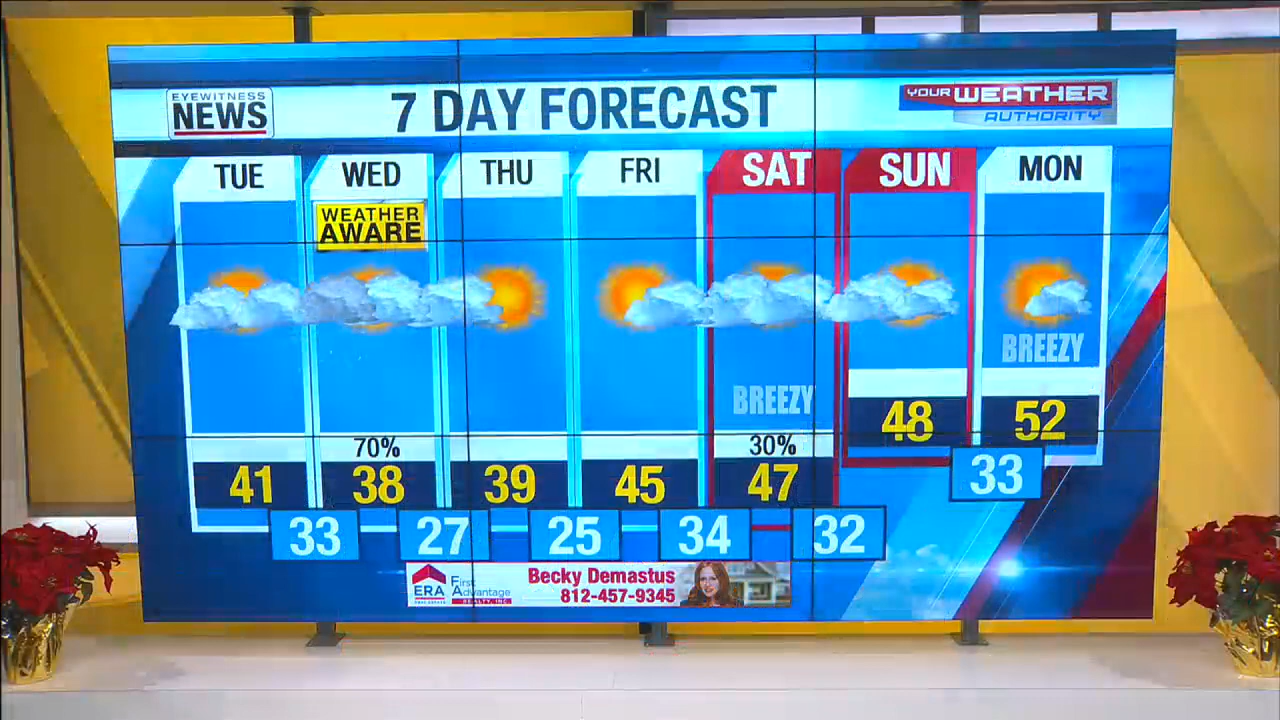 EYEWITNESS
NEWS
7 DAY FORECAST
YOUR WEATHER
AUTHORITY
TUE
WED
THU
FRI
SAT
SUN
MON
WEATHER
AWARE
BREEZY
BREEZY
70%
30%
41
38
39
45
47
48
52
33
27
25
34
32
33
ERA
First
Advantage
REALTY, INC
Becky Demastus
812-457-9345